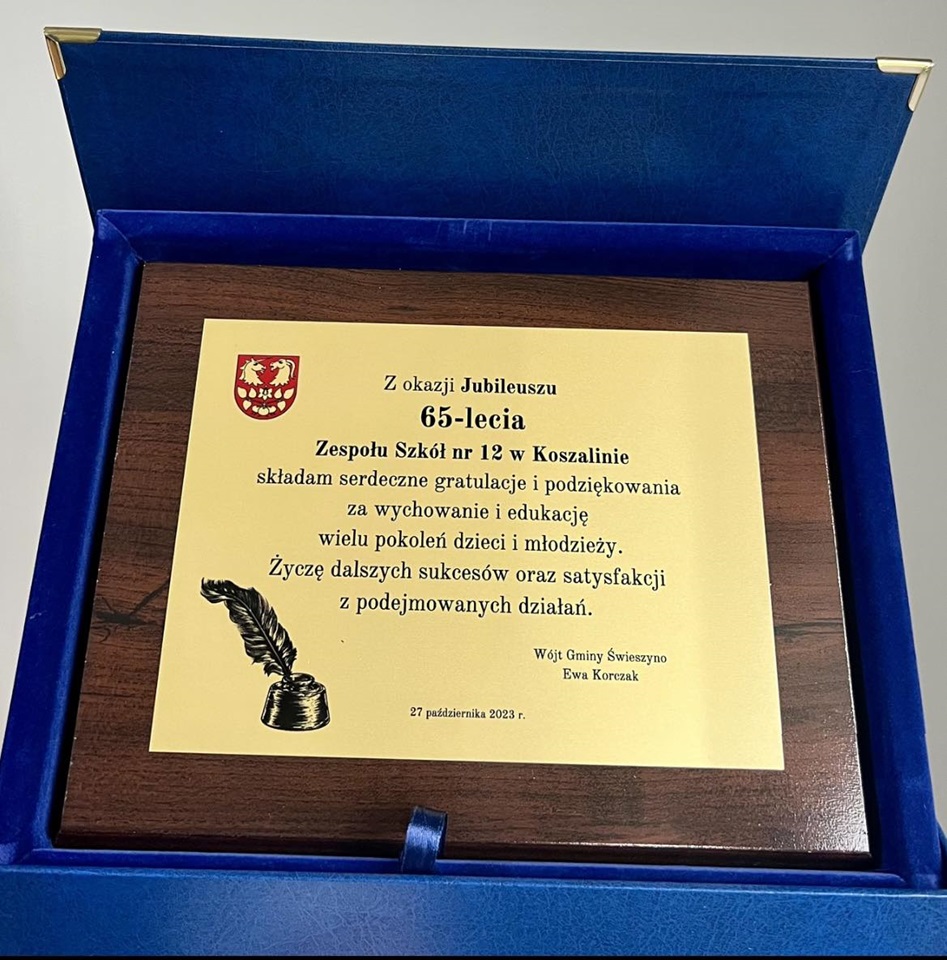 Z okazji Jubileuszu
65-lecia
Zespołu Szkół nr 12 w Koszalinie
składam serdeczne gratulacje i podziękowania
za wychowanie i edukację
wielu pokoleń dzieci i młodzieży.
Życzę dalszych sukcesów oraz satysfakcji
z podejmowanych działań.
Wójt Gminy Świeszyno
Ewa Korczak
27 października 2023 r.